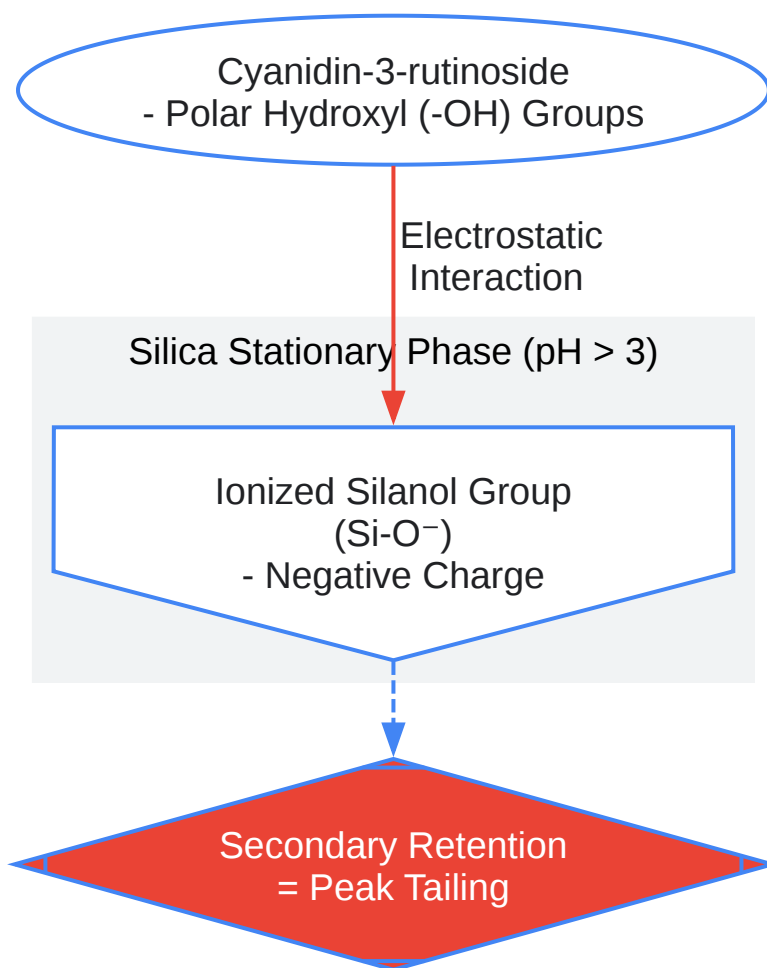 Cyanidin-3-rutinoside
- Polar Hydroxyl (-OH) Groups
Electrostatic
Interaction
Silica Stationary Phase (pH > 3)
Ionized Silanol Group
(Si-O⁻)
- Negative Charge
Secondary Retention
= Peak Tailing